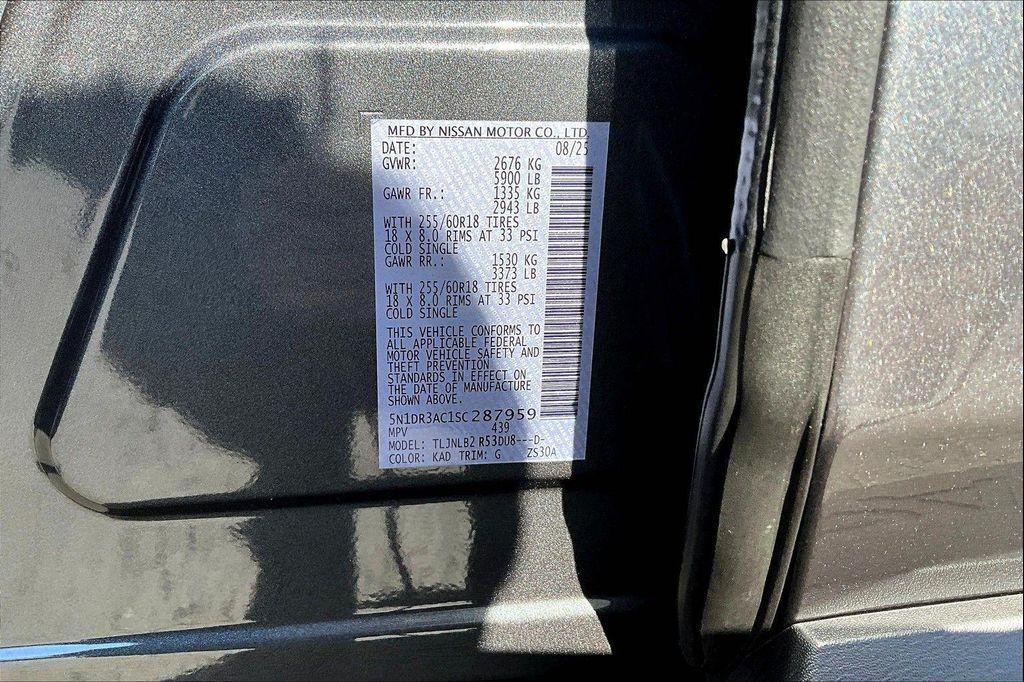 MFD BY NISSAN MOTOR CO., LTD.
DATE: 08/25
GVWR: 2676 KG
5900 LB
GAWR FR.: 1335 KG
2943 LB
WITH 255/60R18 TIRES
18 X 8.0 RIMS AT 33 PSI
COLD SINGLE
GAWR RR.: 1530 KG
3373 LB
WITH 255/60R18 TIRES
18 X 8.0 RIMS AT 33 PSI
COLD SINGLE
THIS VEHICLE CONFORMS TO
ALL APPLICABLE FEDERAL
MOTOR VEHICLE SAFETY AND
THEFT PREVENTION
STANDARDS IN EFFECT ON
THE DATE OF MANUFACTURE
SHOWN ABOVE.
5N1DR3AC1SC287959
MPV 439
MODEL: TLJNLB2 R53DU8---D-
COLOR: KAD TRIM: G ZS30A